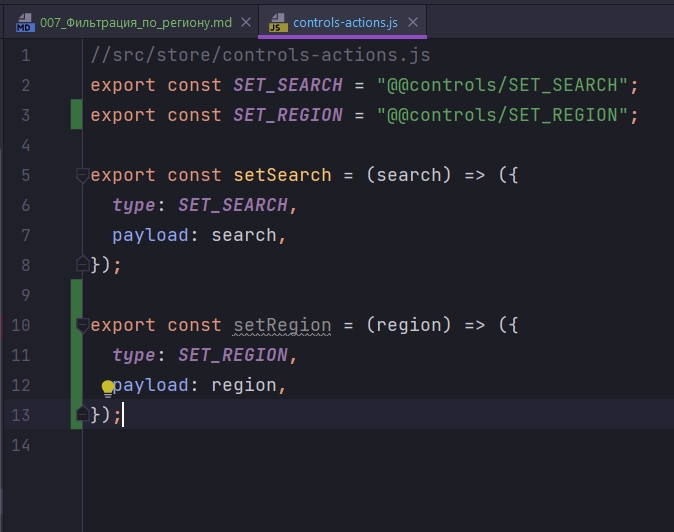 007_Фильтрация_по_региону.md
controls-actions.js
1 //src/store/controls-actions.js
2 export const SET_SEARCH = "@@controls/SET_SEARCH";
3 export const SET_REGION = "@@controls/SET_REGION";
4
5 export const setSearch = (search) => ({
6 type: SET_SEARCH,
7 payload: search,
8 });
9
10 export const setRegion = (region) => ({
11 type: SET_REGION,
12 payload: region,
13 });
14